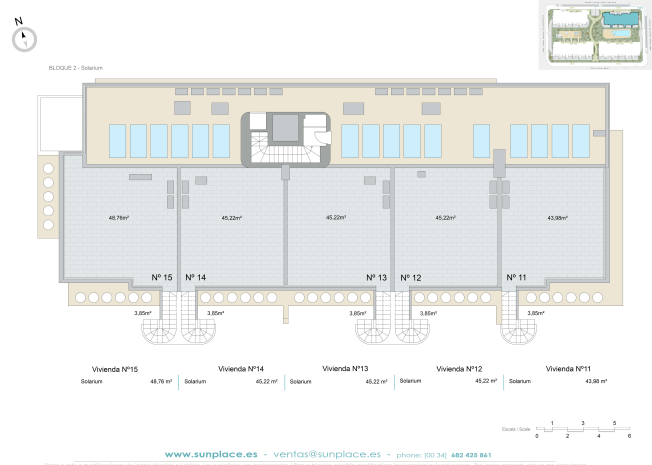 N
BLOQUE 2 - Solarium
48,76m² 45,22m² 45,22m² 45,22m² 43,98m²
Nº 15 Nº 14 Nº 13 Nº 12 Nº 11
3,85m² 3,85m² 3,85m² 3,85m² 3,85m²
Vivienda Nº15 Vivienda Nº14 Vivienda Nº13 Vivienda Nº12 Vivienda Nº11
Solarium 48,76 m² Solarium 45,22 m² Solarium 45,22 m² Solarium 45,22 m² Solarium 43,98 m²
Escala / Scale
1 3 5
0 2 4 6
www.sunplace.es - ventas@sunplace.es - phone: (00 34) 682 425 861